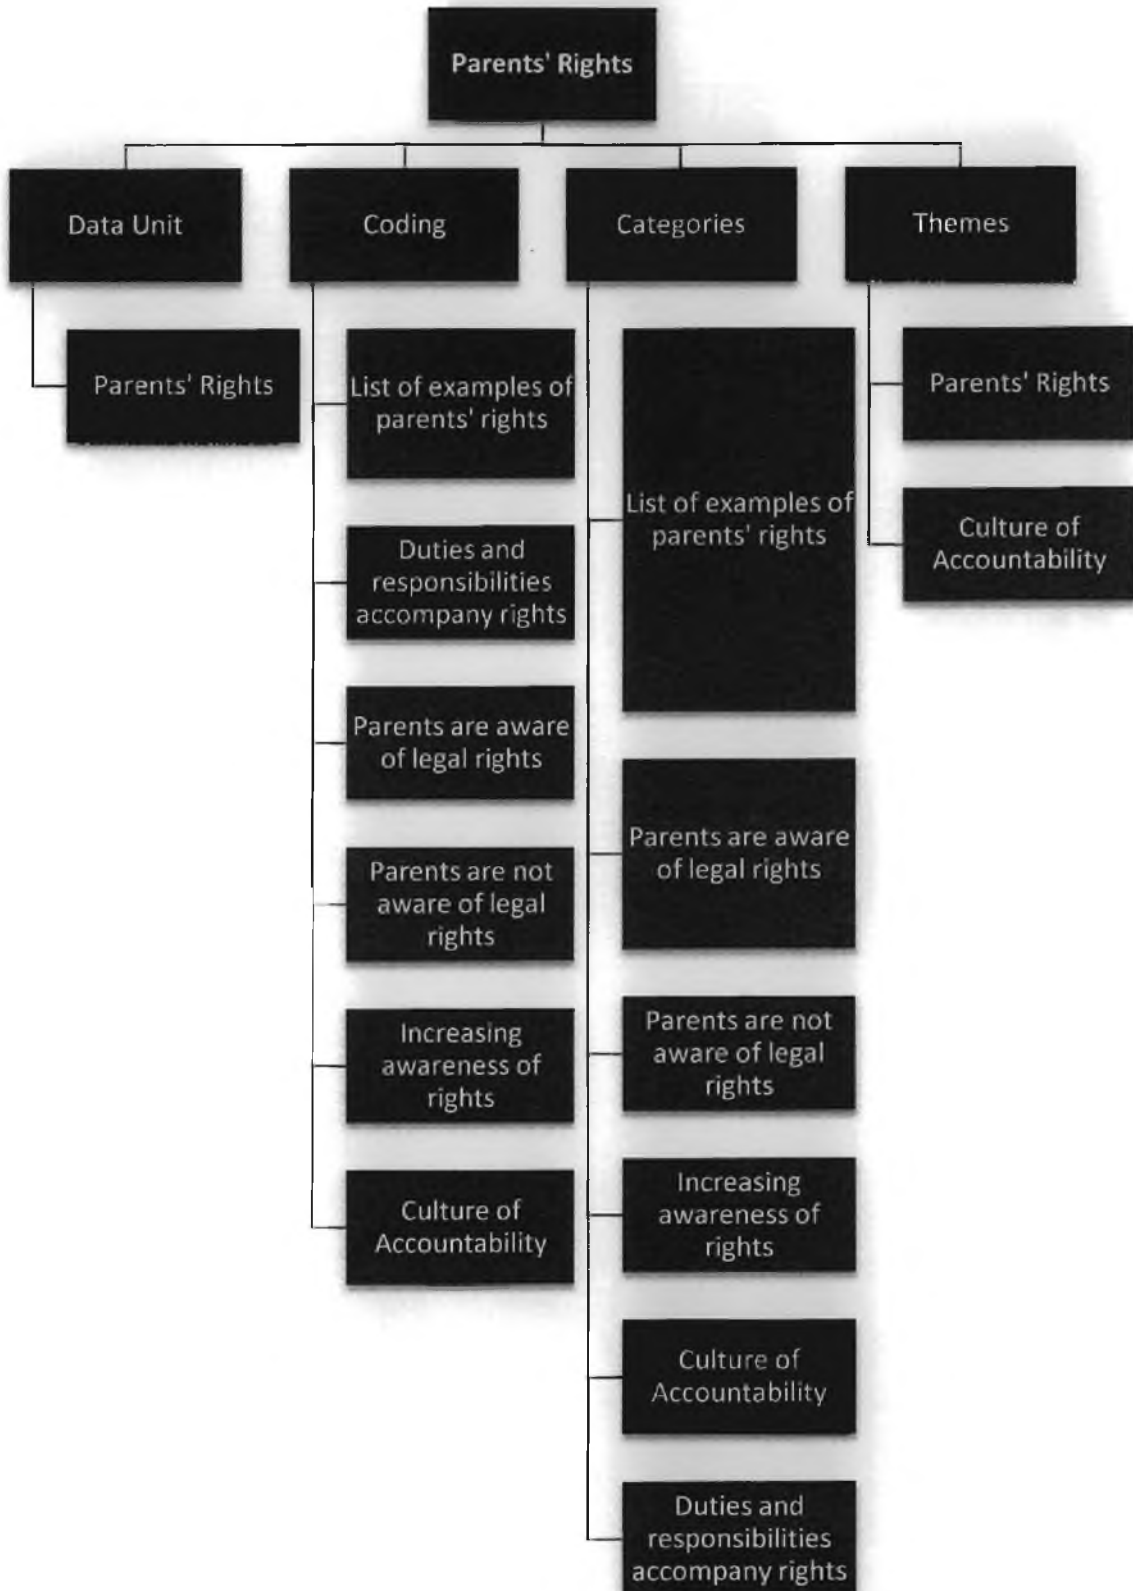 Parents' Rights
Data Unit
Parents' Rights
Coding
List of examples of
parents' rights
Duties and
responsibilities
accompany rights
Parents are aware
of legal rights
Parents are not
aware of legal
rights
Increasing
awareness of
rights
Culture of
Accountability
Categories
List of examples of
parents' rights
Parents are aware
of legal rights
Parents are not
aware of legal
rights
Increasing
awareness of
rights
Culture of
Accountability
Duties and
responsibilities
accompany rights
Themes
Parents' Rights
Culture of
Accountability